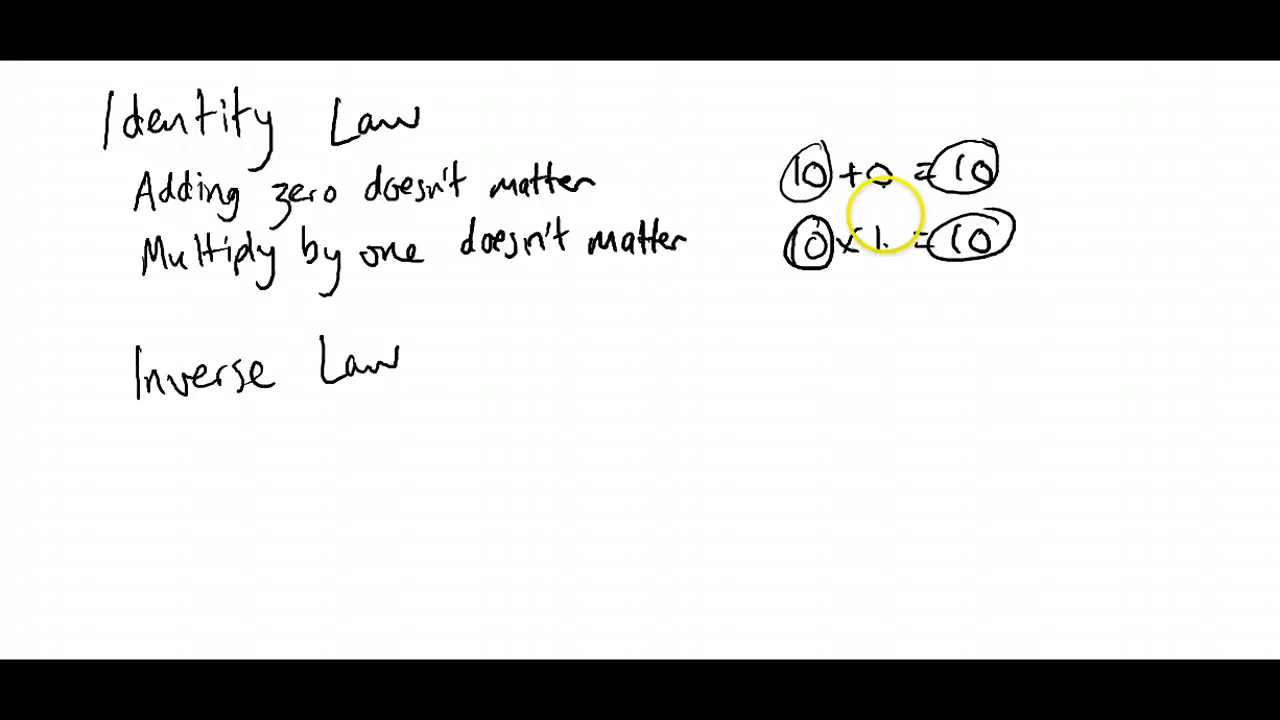 Identity Law
Adding zero doesn't matter
Multiply by one doesn't matter
10 + 0 = 10
10 x 1. = 10
Inverse Law